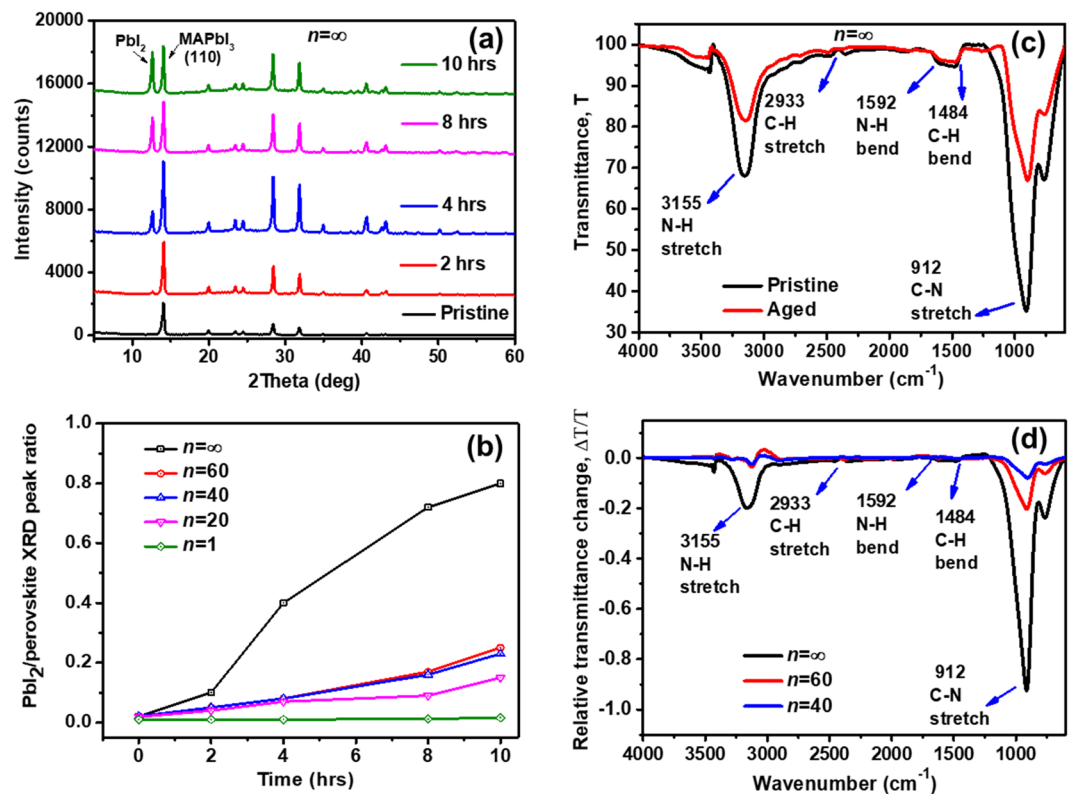 (a)
n=∞
PbI2
MAPbI3
(110)
10 hrs
8 hrs
4 hrs
2 hrs
Pristine
20000
16000
12000
8000
4000
0
Intensity (counts)
10 20 30 40 50 60
2Theta (deg)
(c)
n=∞
2933
C-H
stretch
1592
N-H
bend
1484
C-H
bend
3155
N-H
stretch
912
C-N
stretch
Pristine
Aged
100
90
80
70
60
50
40
30
Transmittance, T
4000 3500 3000 2500 2000 1500 1000
Wavenumber (cm-1)
(b)
n=∞
n=60
n=40
n=20
n=1
1.0
0.8
0.6
0.4
0.2
0.0
PbI2/perovskite XRD peak ratio
0 2 4 6 8 10
Time (hrs)
(d)
3155
N-H
stretch
2933
C-H
stretch
1592
N-H
bend
1484
C-H
bend
912
C-N
stretch
n=∞
n=60
n=40
0.0
-0.2
-0.4
-0.6
-0.8
-1.0
Relative transmittance change, ΔT/T
4000 3500 3000 2500 2000 1500 1000
Wavenumber (cm-1)